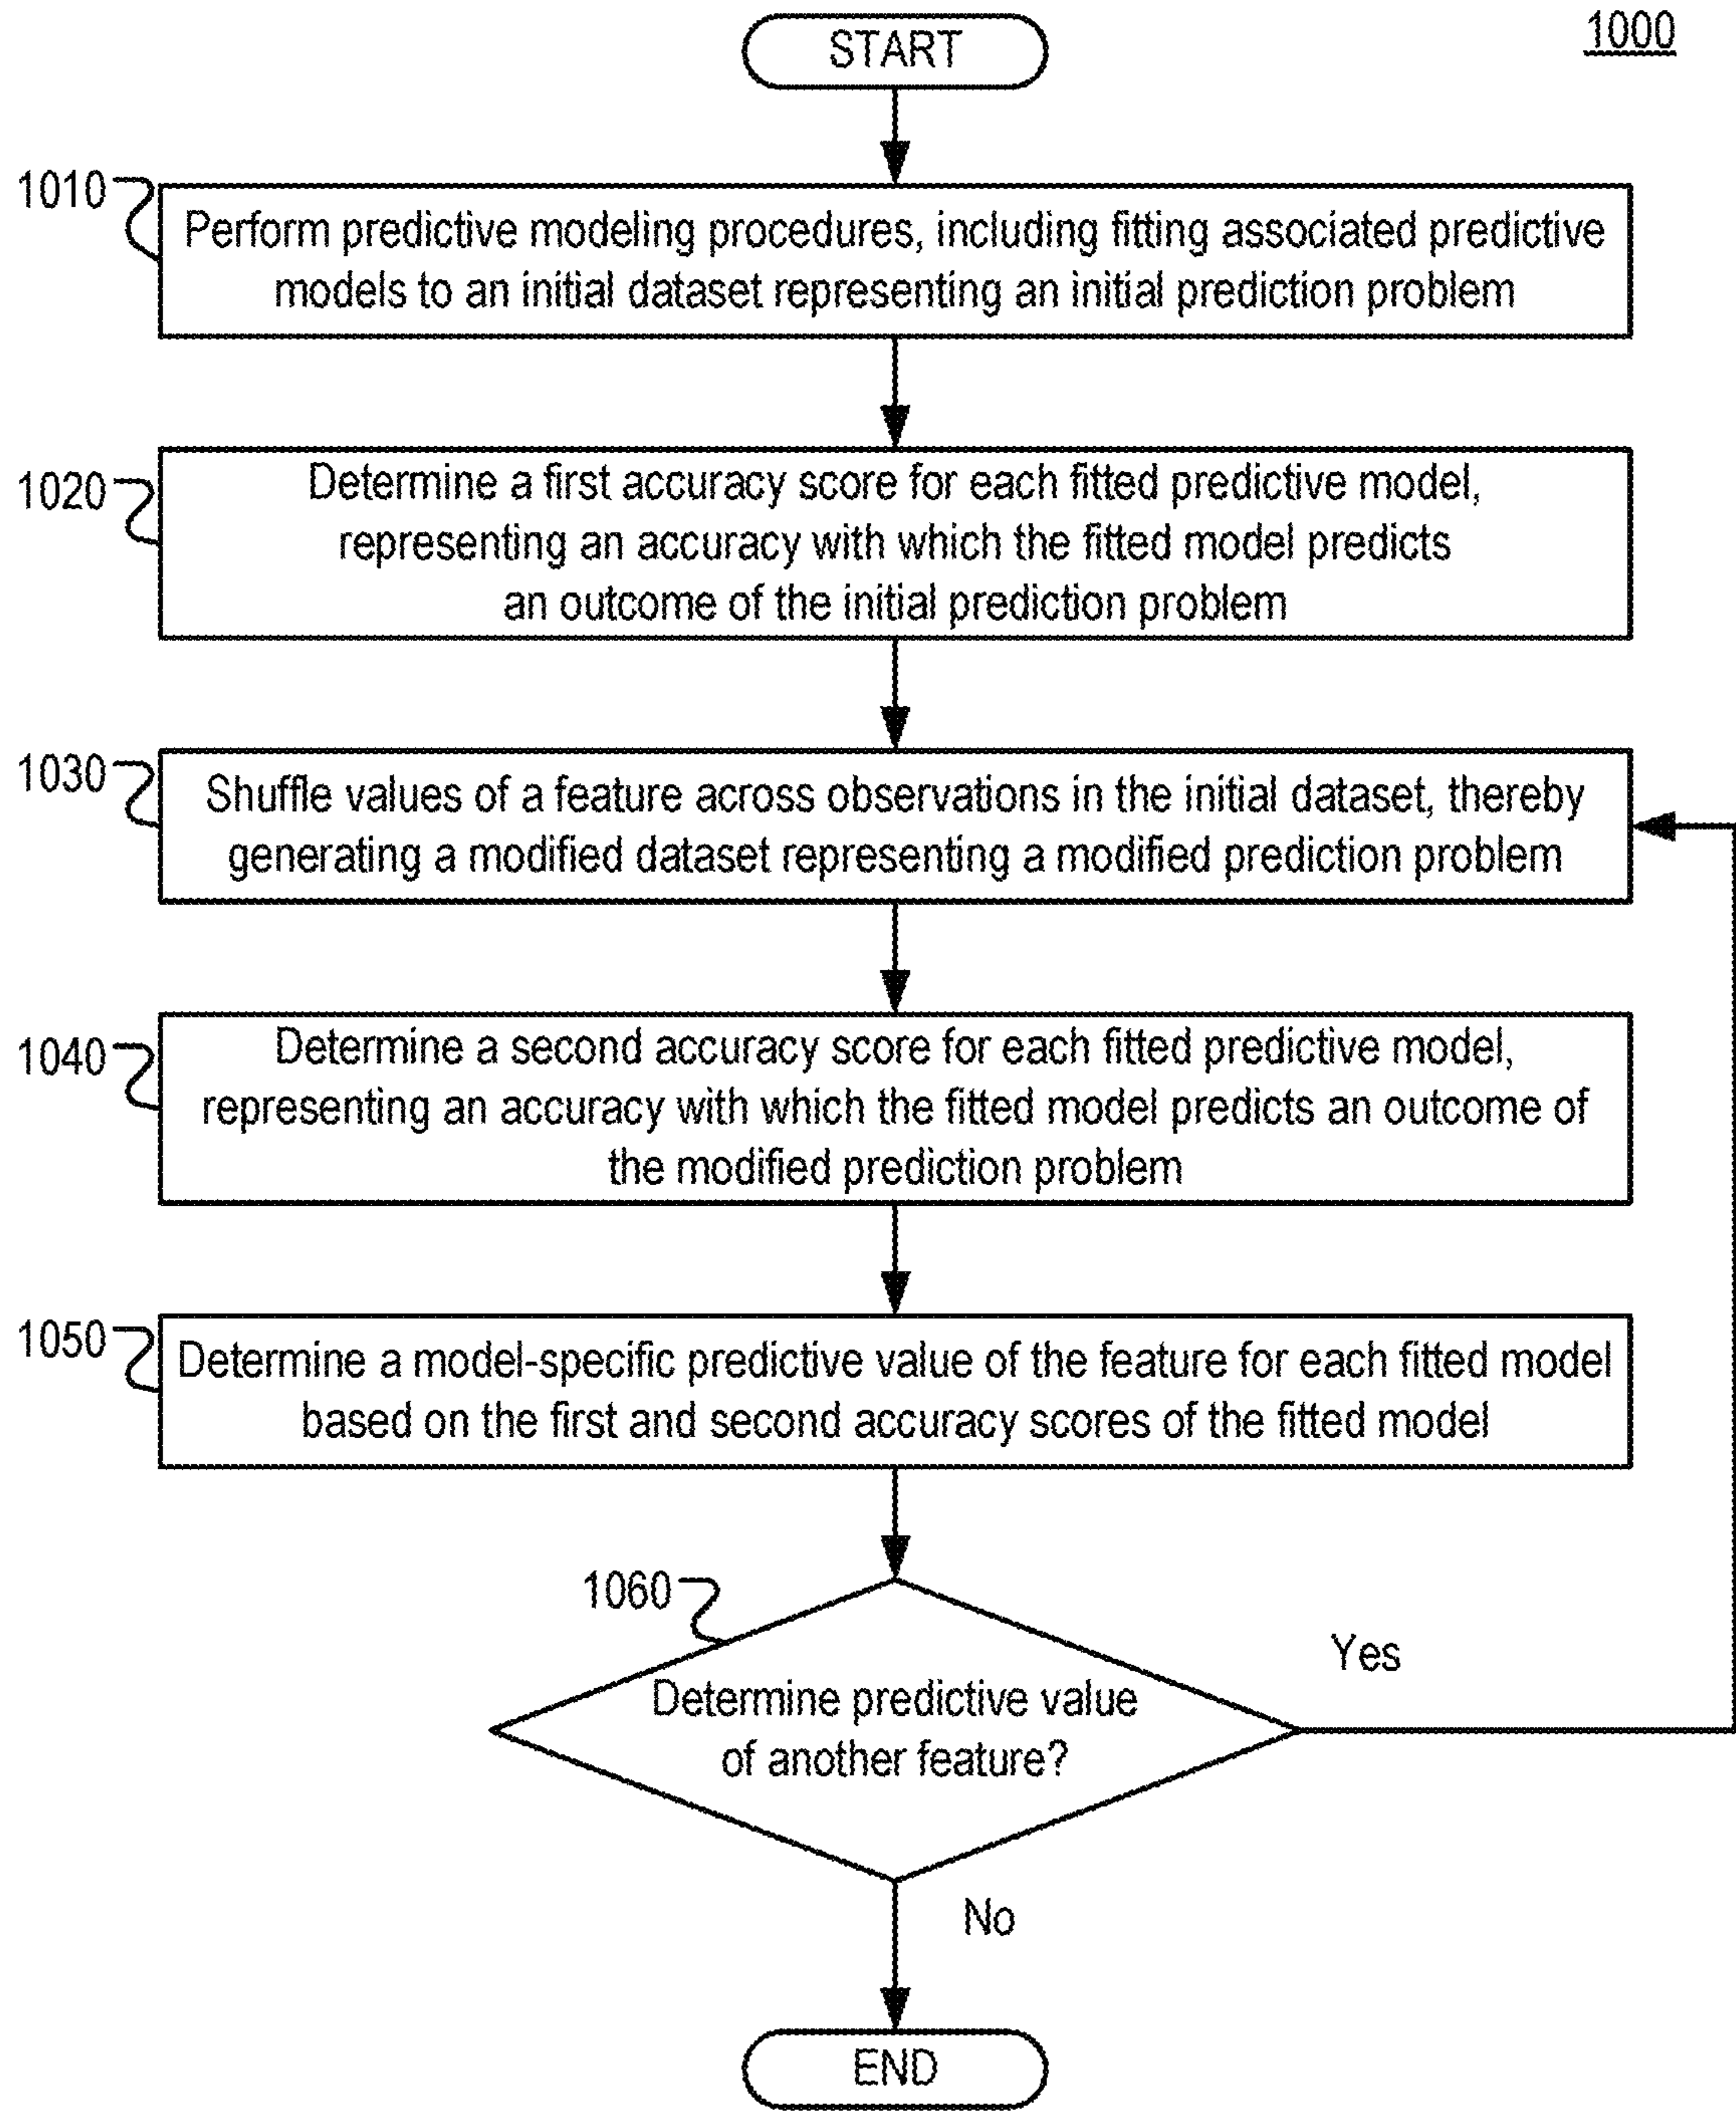 1000
START
1010
Perform predictive modeling procedures, including fitting associated predictive
models to an initial dataset representing an initial prediction problem
1020
Determine a first accuracy score for each fitted predictive model,
representing an accuracy with which the fitted model predicts
an outcome of the initial prediction problem
1030
Shuffle values of a feature across observations in the initial dataset, thereby
generating a modified dataset representing a modified prediction problem
1040
Determine a second accuracy score for each fitted predictive model,
representing an accuracy with which the fitted model predicts an outcome of
the modified prediction problem
1050
Determine a model-specific predictive value of the feature for each fitted model
based on the first and second accuracy scores of the fitted model
1060
Determine predictive value
of another feature?
Yes
No
END